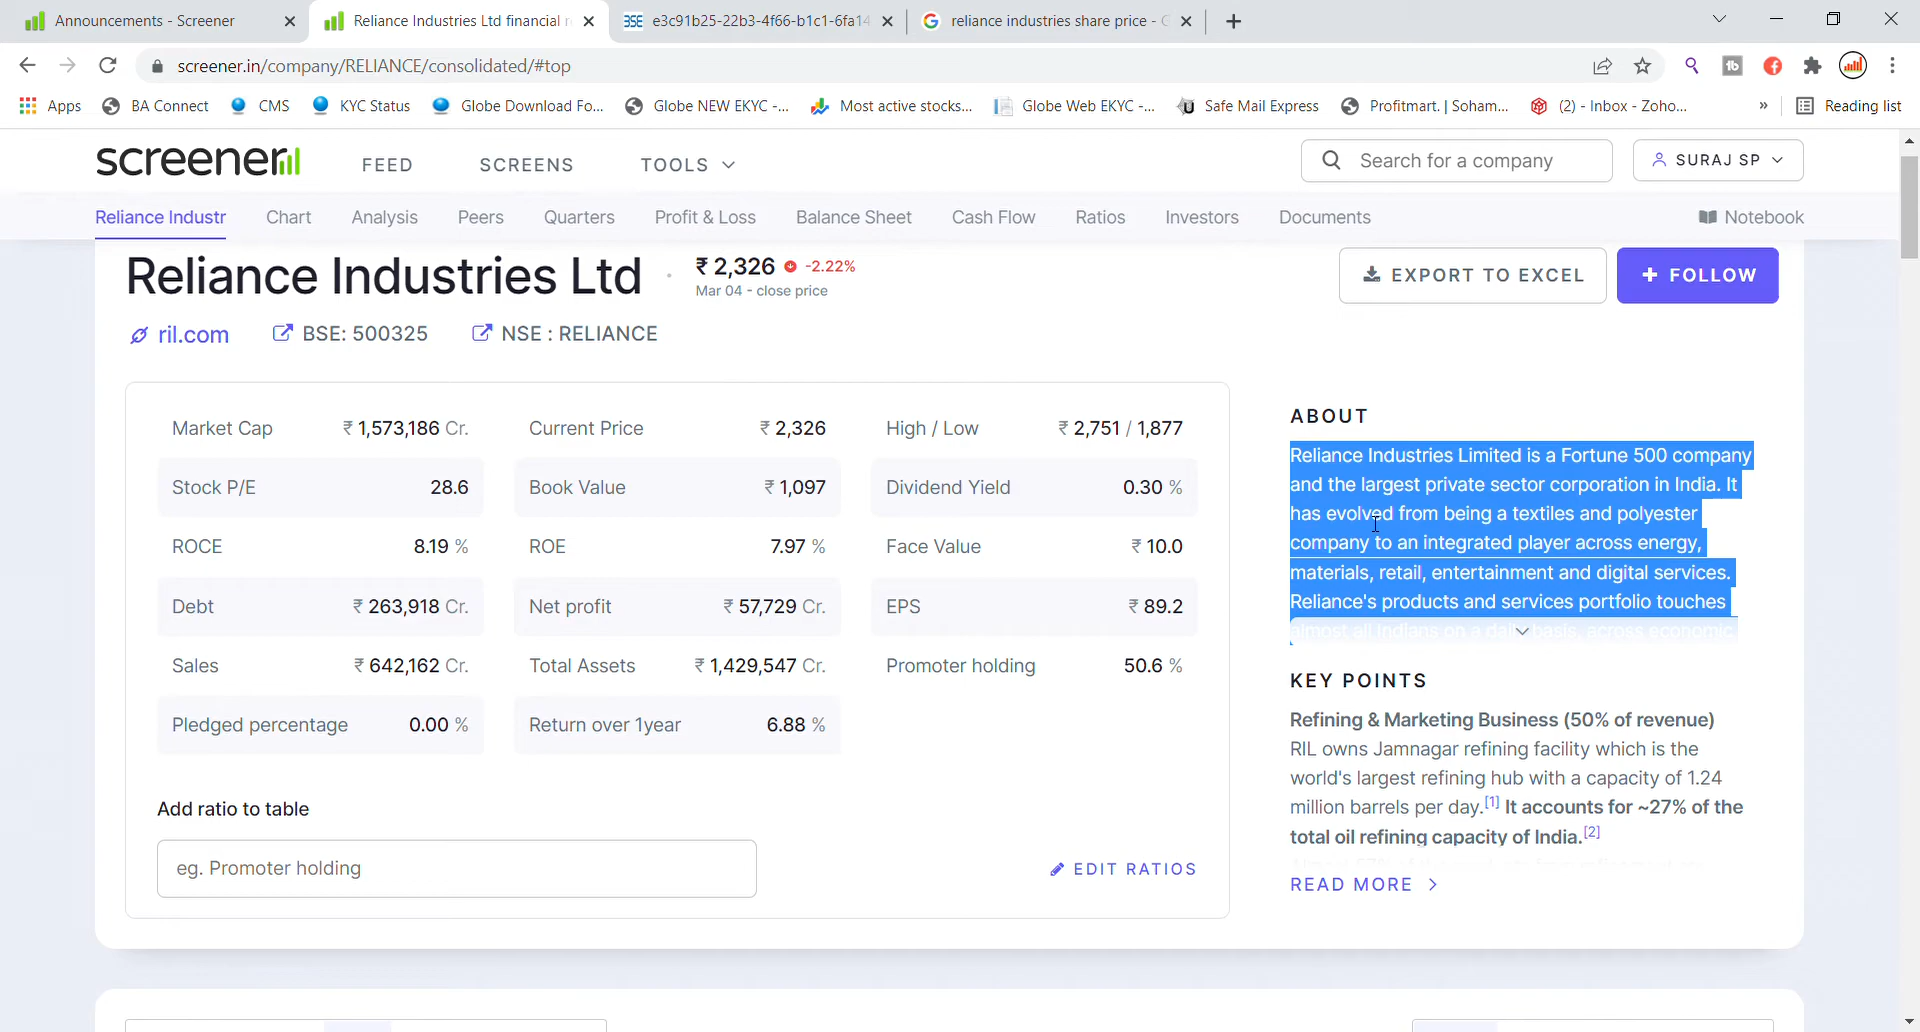 Announcements - Screener
Reliance Industries Ltd financial r
BSE e3c91b25-22b3-4f66-b1c1-6fa14
reliance industries share price - G
screener.in/company/RELIANCE/consolidated/#top
Apps BA Connect CMS KYC Status Globe Download Fo... Globe NEW EKYC -... Most active stocks... Globe Web EKYC -... Safe Mail Express Profitmart. | Soham... (2) - Inbox - Zoho... » Reading list
screener FEED SCREENS TOOLS Search for a company SURAJ SP
Reliance Industr Chart Analysis Peers Quarters Profit & Loss Balance Sheet Cash Flow Ratios Investors Documents Notebook
Reliance Industries Ltd · ₹ 2,326 -2.22%
Mar 04 - close price
EXPORT TO EXCEL + FOLLOW
ril.com BSE: 500325 NSE : RELIANCE
Market Cap ₹ 1,573,186 Cr. Current Price ₹ 2,326 High / Low ₹ 2,751 / 1,877
Stock P/E 28.6 Book Value ₹ 1,097 Dividend Yield 0.30 %
ROCE 8.19 % ROE 7.97 % Face Value ₹ 10.0
Debt ₹ 263,918 Cr. Net profit ₹ 57,729 Cr. EPS ₹ 89.2
Sales ₹ 642,162 Cr. Total Assets ₹ 1,429,547 Cr. Promoter holding 50.6 %
Pledged percentage 0.00 % Return over 1year 6.88 %
Add ratio to table
eg. Promoter holding EDIT RATIOS
ABOUT
Reliance Industries Limited is a Fortune 500 company
and the largest private sector corporation in India. It
has evolved from being a textiles and polyester
company to an integrated player across energy,
materials, retail, entertainment and digital services.
Reliance's products and services portfolio touches
almost all Indians on a daily basis, across economic
KEY POINTS
Refining & Marketing Business (50% of revenue)
RIL owns Jamnagar refining facility which is the
world's largest refining hub with a capacity of 1.24
million barrels per day.[1] It accounts for ~27% of the
total oil refining capacity of India.[2]
READ MORE >